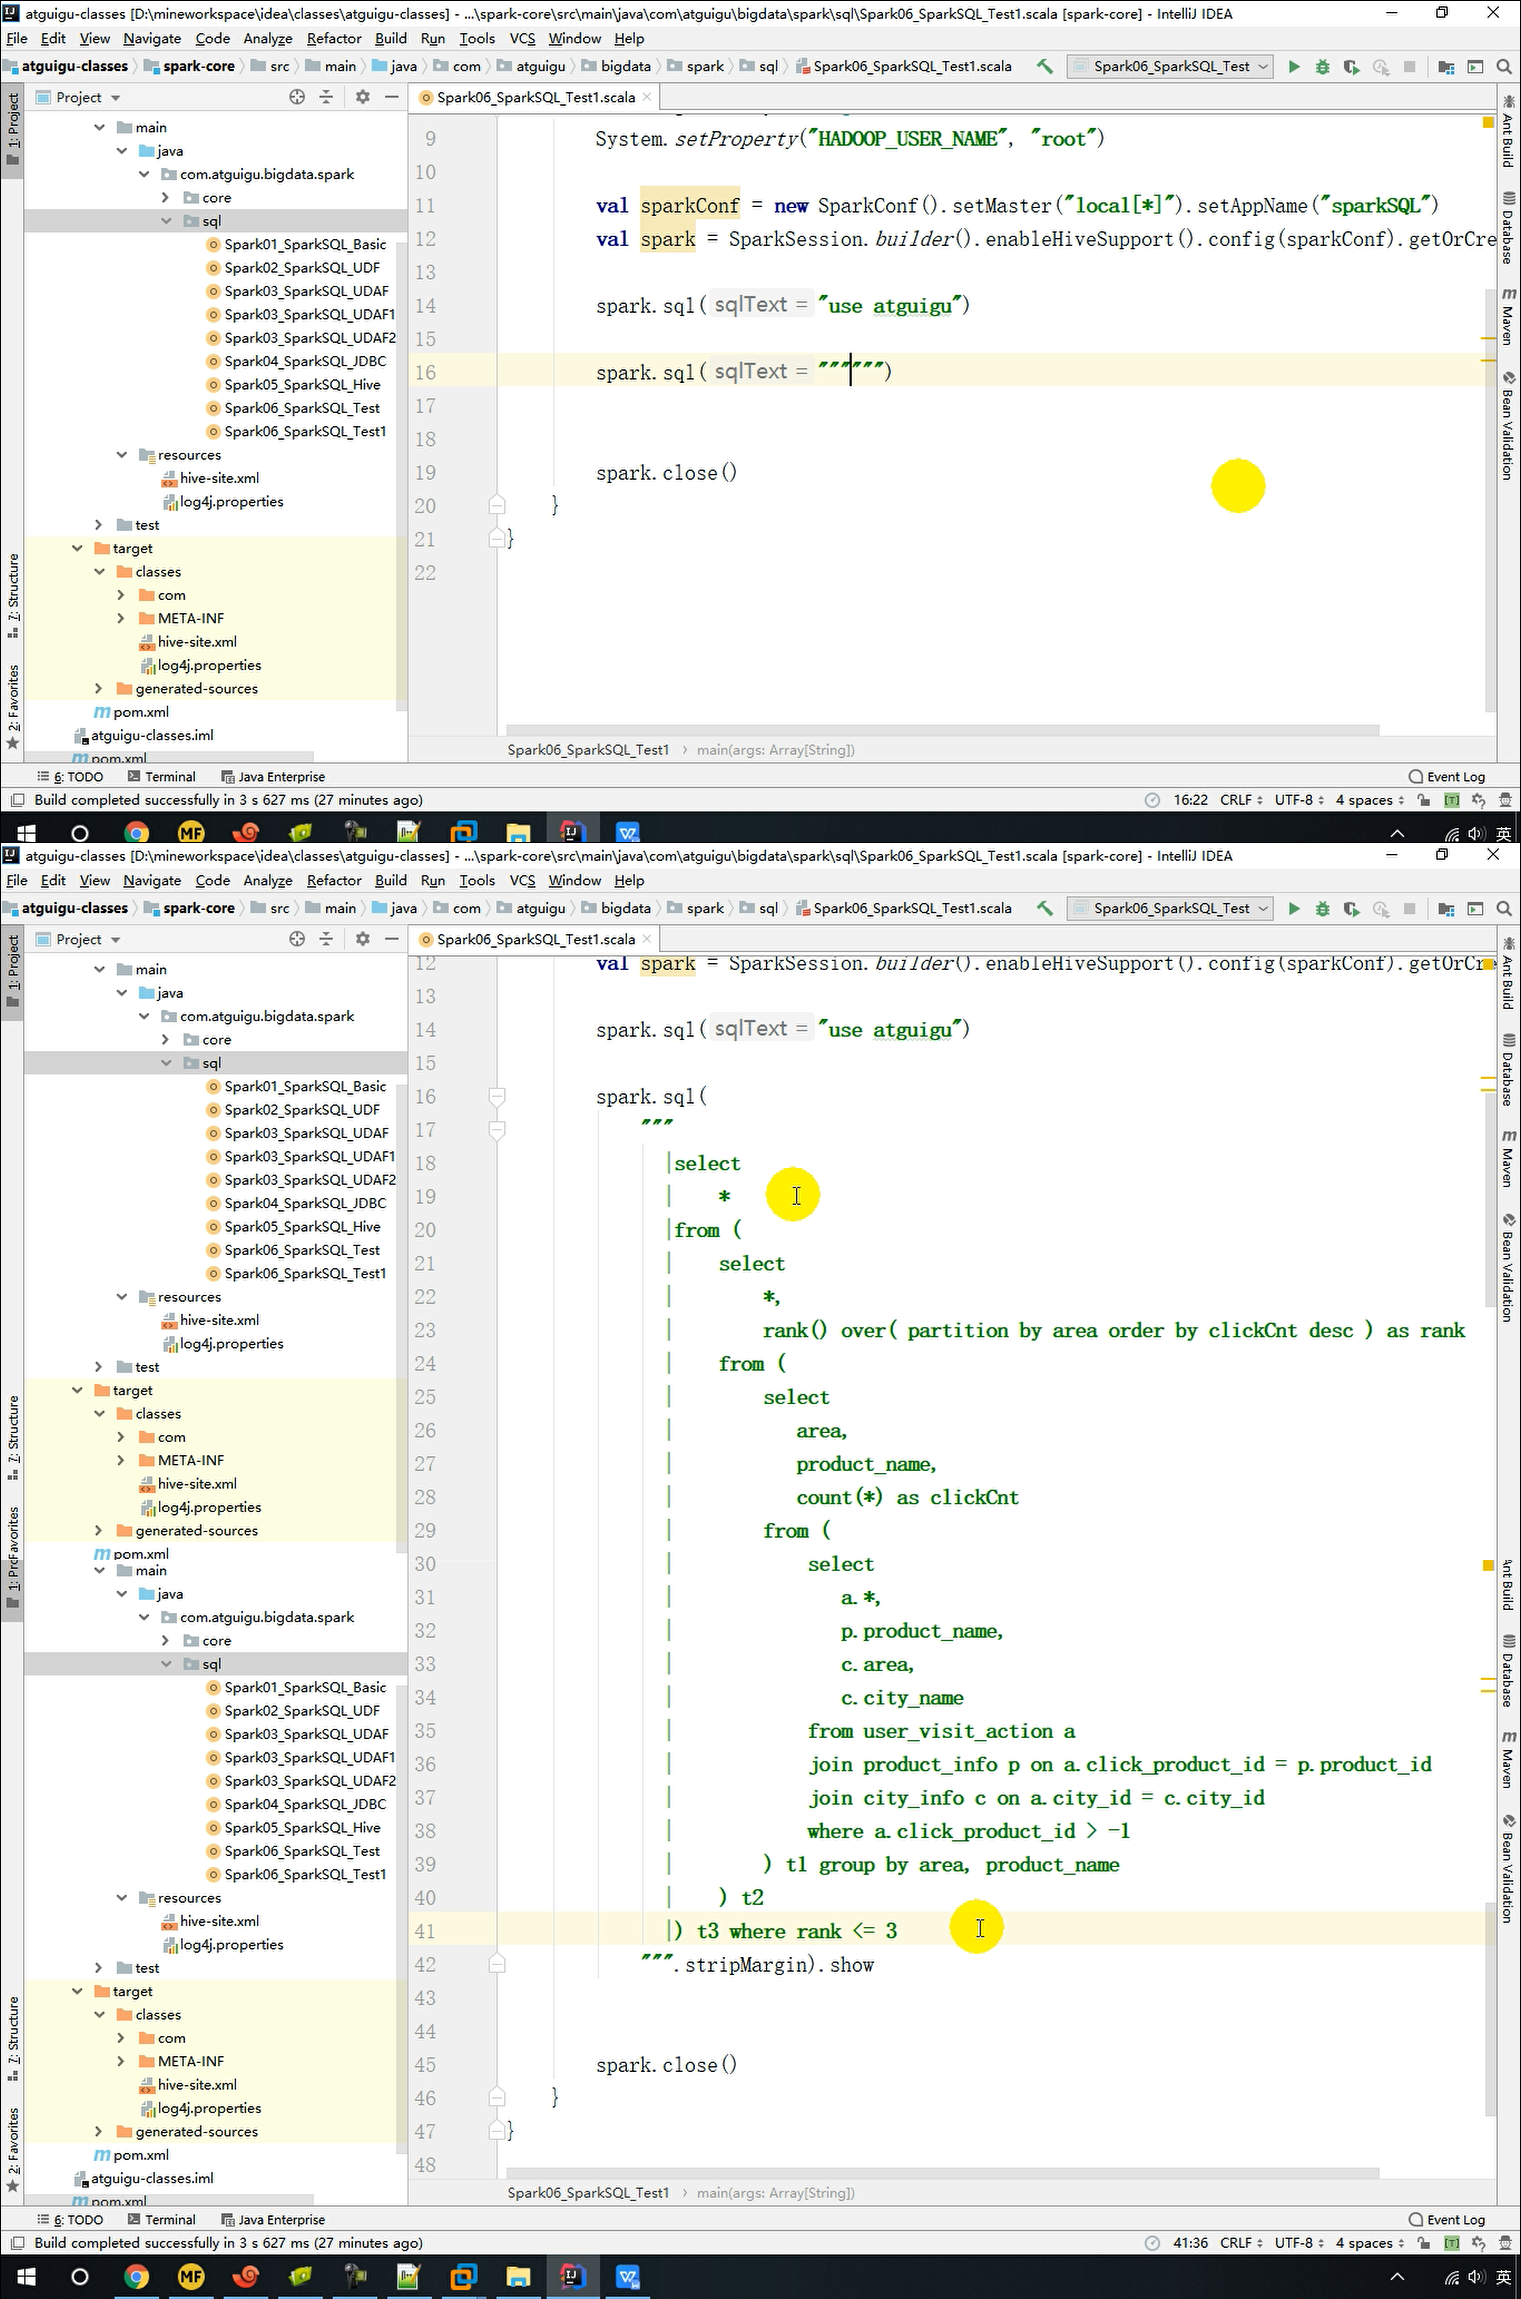 atguigu-classes [D:\mineworkspace\idea\classes\atguigu-classes] - ...\spark-core\src\main\java\com\atguigu\bigdata\spark\sql\Spark06_SparkSQL_Test1.scala [spark-core] - IntelliJ IDEA
File Edit View Navigate Code Analyze Refactor Build Run Tools VCS Window Help
atguigu-classes spark-core src main java com atguigu bigdata spark sql Spark06_SparkSQL_Test1.scala Spark06_SparkSQL_Test
Project Spark06_SparkSQL_Test1.scala
1: Project
7: Structure
2: Favorites
main
java
com.atguigu.bigdata.spark
core
sql
Spark01_SparkSQL_Basic
Spark02_SparkSQL_UDF
Spark03_SparkSQL_UDAF
Spark03_SparkSQL_UDAF1
Spark03_SparkSQL_UDAF2
Spark04_SparkSQL_JDBC
Spark05_SparkSQL_Hive
Spark06_SparkSQL_Test
Spark06_SparkSQL_Test1
resources
hive-site.xml
log4j.properties
test
target
classes
com
META-INF
hive-site.xml
log4j.properties
generated-sources
pom.xml
atguigu-classes.iml
pom.xml
9 System.setProperty("HADOOP_USER_NAME", "root")
10
11 val sparkConf = new SparkConf().setMaster("local[*]").setAppName("sparkSQL")
12 val spark = SparkSession.builder().enableHiveSupport().config(sparkConf).getOrCre
13
14 spark.sql( sqlText = "use atguigu")
15
16 spark.sql( sqlText = """""")
17
18
19 spark.close()
20 }
21 }
22
Spark06_SparkSQL_Test1 › main(args: Array[String])
Ant Build
Database
Maven
Bean Validation
6: TODO Terminal Java Enterprise Event Log
Build completed successfully in 3 s 627 ms (27 minutes ago) 16:22 CRLF UTF-8 4 spaces
英
atguigu-classes [D:\mineworkspace\idea\classes\atguigu-classes] - ...\spark-core\src\main\java\com\atguigu\bigdata\spark\sql\Spark06_SparkSQL_Test1.scala [spark-core] - IntelliJ IDEA
File Edit View Navigate Code Analyze Refactor Build Run Tools VCS Window Help
atguigu-classes spark-core src main java com atguigu bigdata spark sql Spark06_SparkSQL_Test1.scala Spark06_SparkSQL_Test
Project Spark06_SparkSQL_Test1.scala
1: Project
7: Structure
Favorites
main
java
com.atguigu.bigdata.spark
core
sql
Spark01_SparkSQL_Basic
Spark02_SparkSQL_UDF
Spark03_SparkSQL_UDAF
Spark03_SparkSQL_UDAF1
Spark03_SparkSQL_UDAF2
Spark04_SparkSQL_JDBC
Spark05_SparkSQL_Hive
Spark06_SparkSQL_Test
Spark06_SparkSQL_Test1
resources
hive-site.xml
log4j.properties
test
target
classes
com
META-INF
hive-site.xml
log4j.properties
generated-sources
pom.xml
main
java
com.atguigu.bigdata.spark
core
sql
Spark01_SparkSQL_Basic
Spark02_SparkSQL_UDF
Spark03_SparkSQL_UDAF
Spark03_SparkSQL_UDAF1
Spark03_SparkSQL_UDAF2
Spark04_SparkSQL_JDBC
Spark05_SparkSQL_Hive
Spark06_SparkSQL_Test
Spark06_SparkSQL_Test1
resources
hive-site.xml
log4j.properties
test
target
classes
com
META-INF
hive-site.xml
log4j.properties
generated-sources
pom.xml
atguigu-classes.iml
pom.xml
7: Structure
2: Favorites
12 val spark = SparkSession.builder().enableHiveSupport().config(sparkConf).getOrCre
13
14 spark.sql( sqlText = "use atguigu")
15
16 spark.sql(
17 """
18 |select
19 | *
20 |from (
21 | select
22 | *,
23 | rank() over( partition by area order by clickCnt desc ) as rank
24 | from (
25 | select
26 | area,
27 | product_name,
28 | count(*) as clickCnt
29 | from (
30 | select
31 | a.*,
32 | p.product_name,
33 | c.area,
34 | c.city_name
35 | from user_visit_action a
36 | join product_info p on a.click_product_id = p.product_id
37 | join city_info c on a.city_id = c.city_id
38 | where a.click_product_id > -1
39 | ) t1 group by area, product_name
40 | ) t2
41 |) t3 where rank <= 3
42 """.stripMargin).show
43
44
45 spark.close()
46 }
47 }
48
Spark06_SparkSQL_Test1 › main(args: Array[String])
Ant Build
Database
Maven
Bean Validation
Ant Build
Database
Maven
Bean Validation
6: TODO Terminal Java Enterprise Event Log
Build completed successfully in 3 s 627 ms (27 minutes ago) 41:36 CRLF UTF-8 4 spaces
英